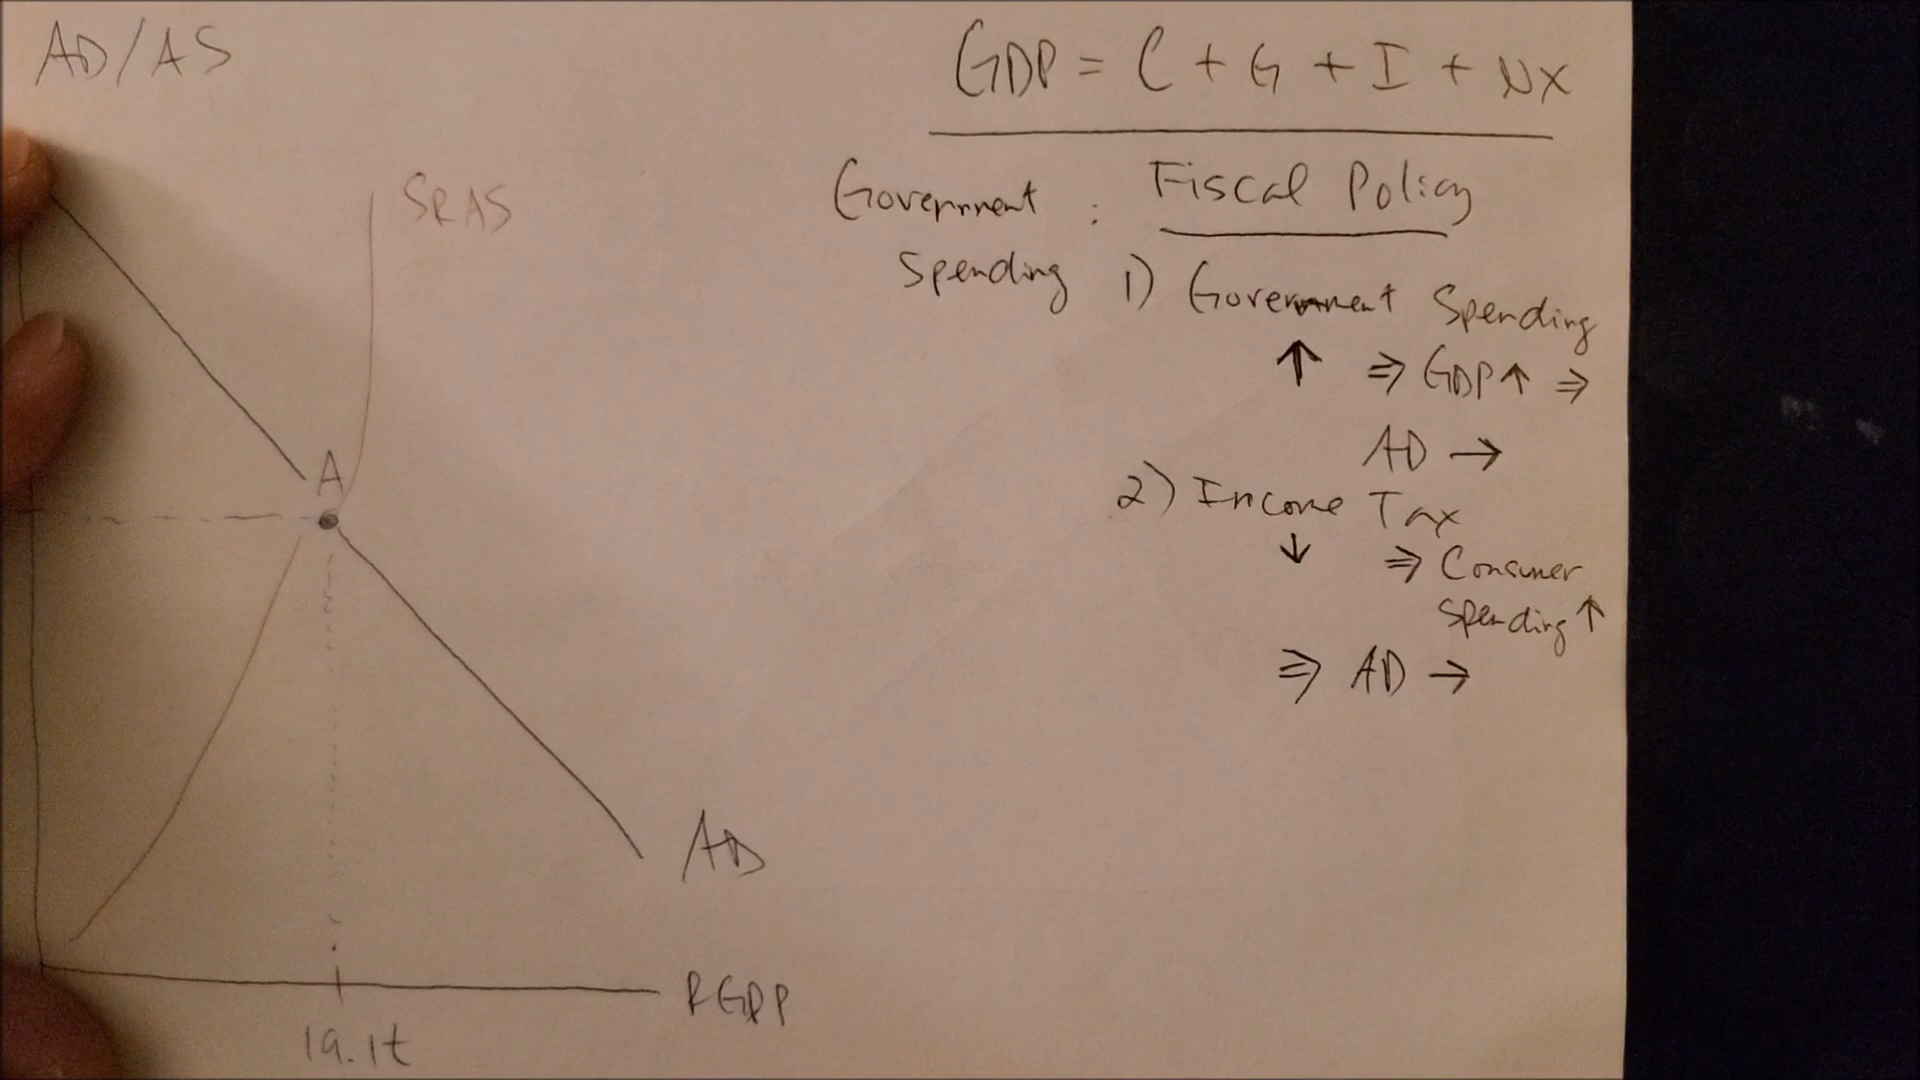 AD/AS
SRAS
A
AD
RGDP
19.1t
GDP = C + G + I + NX
Government : Fiscal Policy
Spending 1) Government Spending
↑ ⇒ GDP↑ ⇒
AD →
2) Income Tax
↓ ⇒ Consumer
spending ↑
⇒ AD →